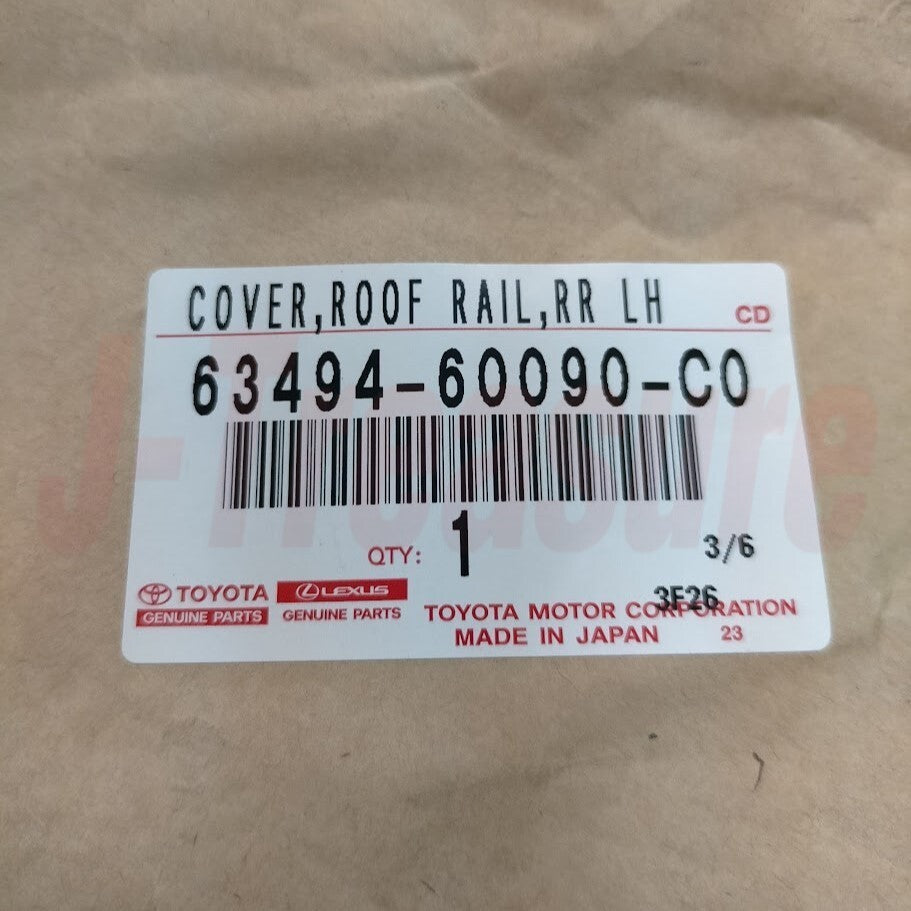 COVER,ROOF RAIL,RR LH
CD
63494-60090-C0
J-Treasure
QTY: 1
3/6
TOYOTA
GENUINE PARTS
LEXUS
GENUINE PARTS
3F26
TOYOTA MOTOR CORPORATION
MADE IN JAPAN 23